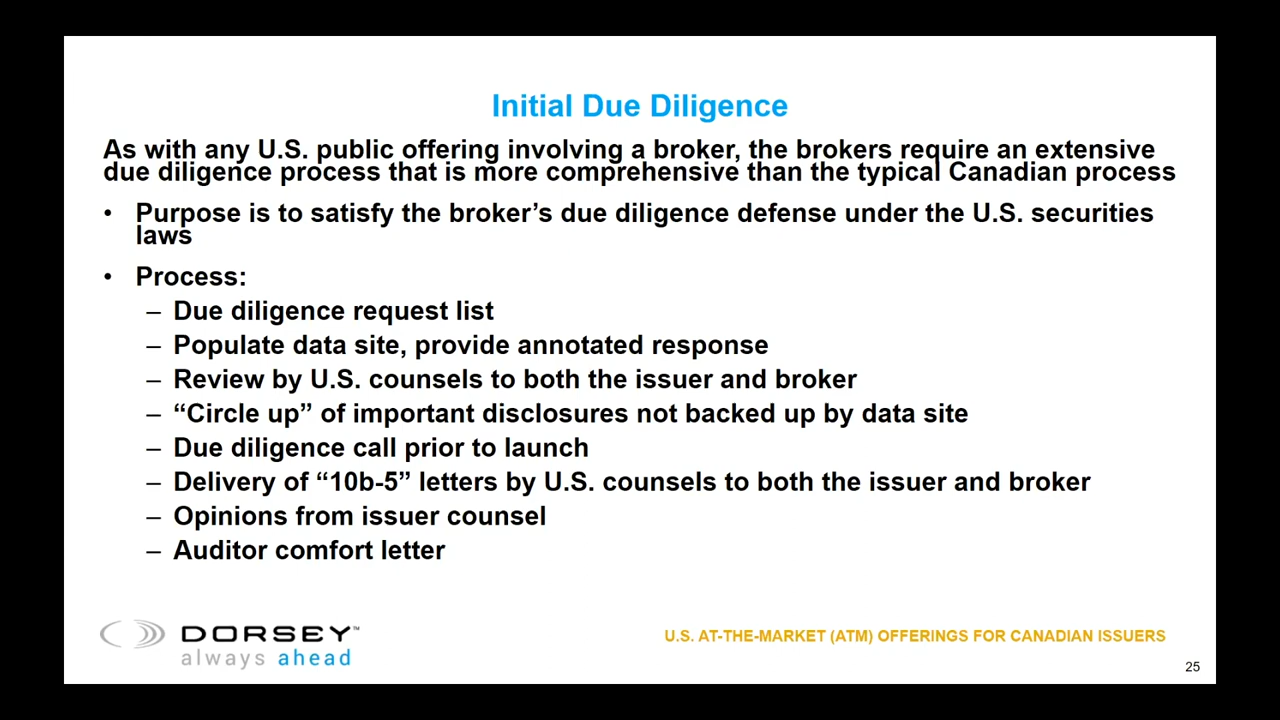 Initial Due Diligence
As with any U.S. public offering involving a broker, the brokers require an extensive
due diligence process that is more comprehensive than the typical Canadian process
• Purpose is to satisfy the broker’s due diligence defense under the U.S. securities
laws
• Process:
– Due diligence request list
– Populate data site, provide annotated response
– Review by U.S. counsels to both the issuer and broker
– “Circle up” of important disclosures not backed up by data site
– Due diligence call prior to launch
– Delivery of “10b-5” letters by U.S. counsels to both the issuer and broker
– Opinions from issuer counsel
– Auditor comfort letter
DORSEY™
always ahead
U.S. AT-THE-MARKET (ATM) OFFERINGS FOR CANADIAN ISSUERS
25